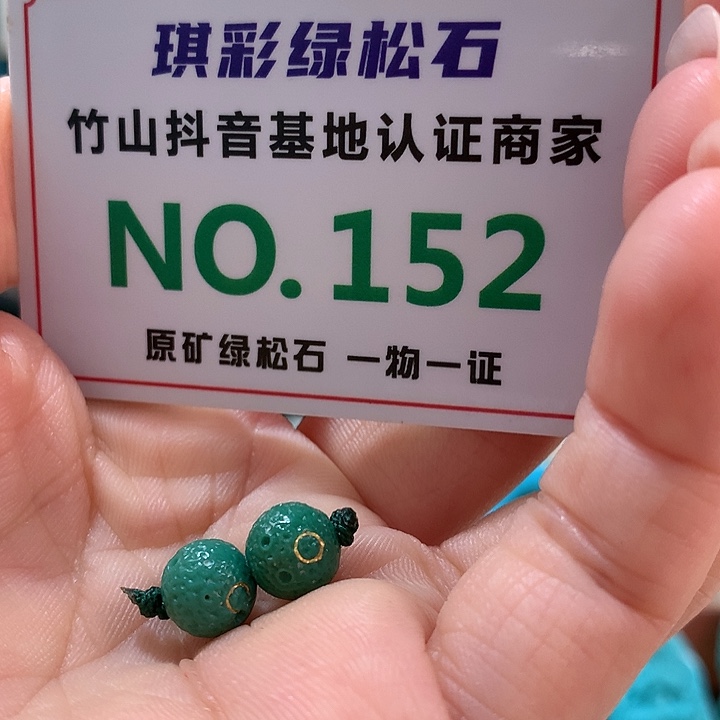 琪彩绿松石
竹山抖音基地认证商家
NO.152
原矿绿松石 一物一证